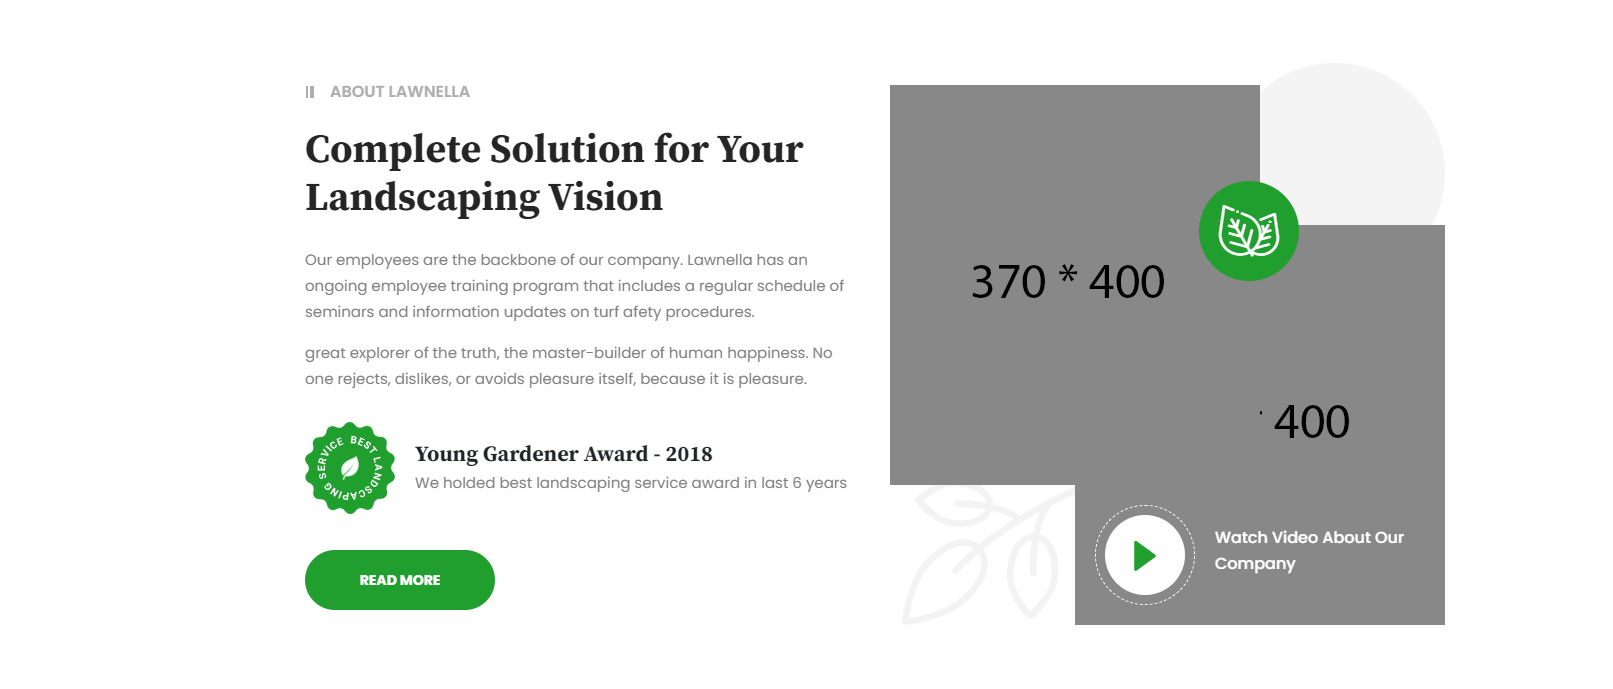 ABOUT LAWNELLA
Complete Solution for Your
Landscaping Vision
Our employees are the backbone of our company. Lawnella has an
ongoing employee training program that includes a regular schedule of
seminars and information updates on turf afety procedures.
great explorer of the truth, the master-builder of human happiness. No
one rejects, dislikes, or avoids pleasure itself, because it is pleasure.
SERVICE BEST LANDSCAPING
Young Gardener Award - 2018
We holded best landscaping service award in last 6 years
READ MORE
370 * 400
400
Watch Video About Our
Company